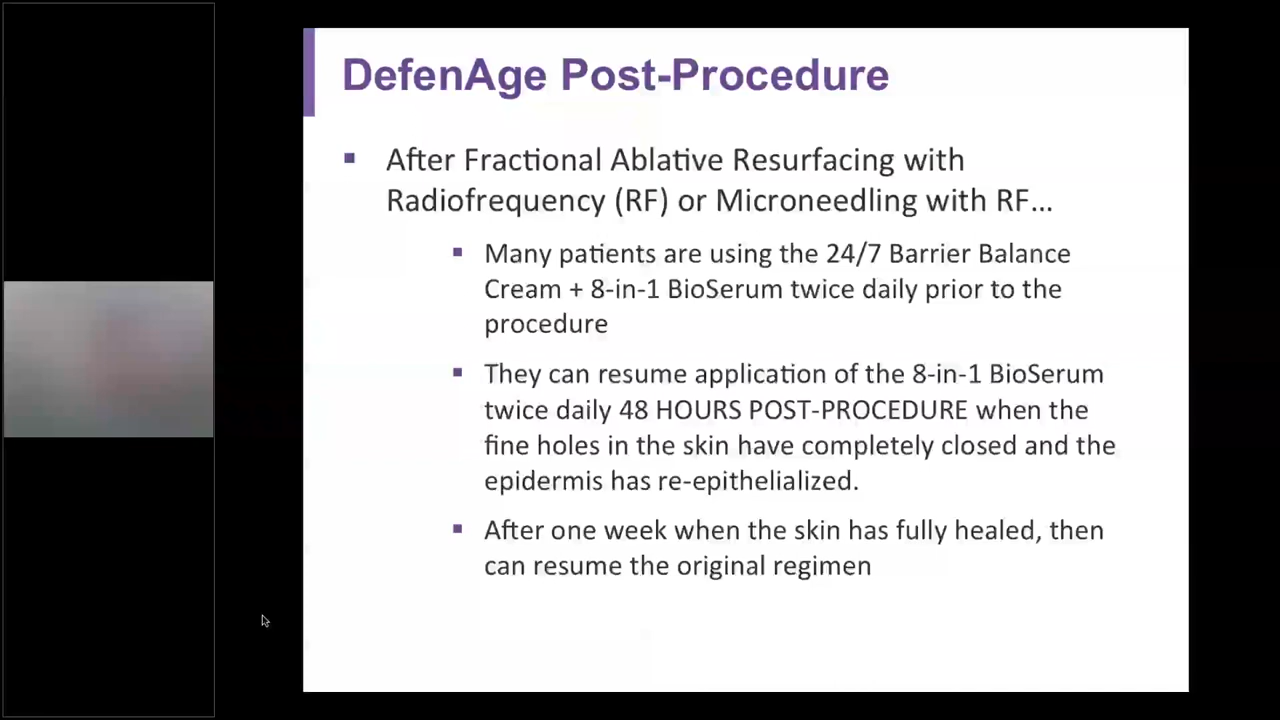 DefenAge Post-Procedure
After Fractional Ablative Resurfacing with
Radiofrequency (RF) or Microneedling with RF…
Many patients are using the 24/7 Barrier Balance
Cream + 8-in-1 BioSerum twice daily prior to the
procedure
They can resume application of the 8-in-1 BioSerum
twice daily 48 HOURS POST-PROCEDURE when the
fine holes in the skin have completely closed and the
epidermis has re-epithelialized.
After one week when the skin has fully healed, then
can resume the original regimen